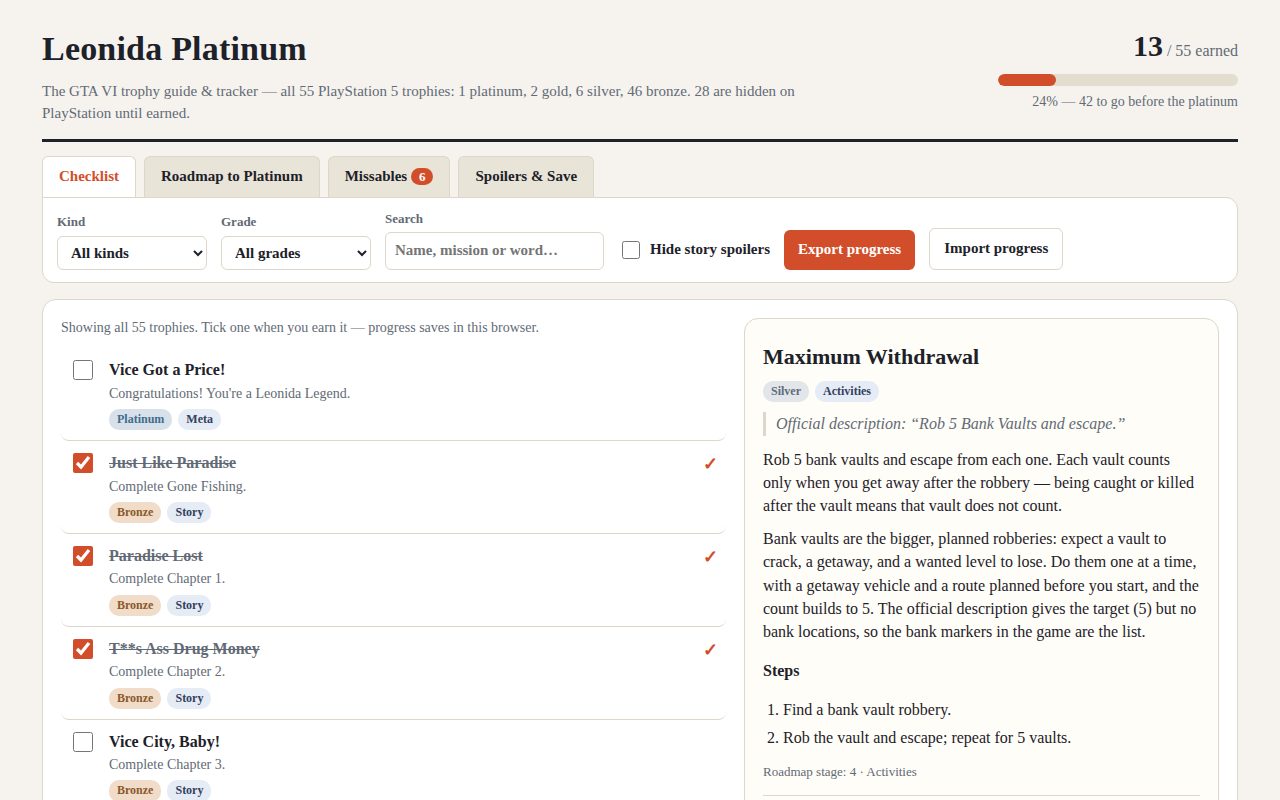 Leonida Platinum
The GTA VI trophy guide & tracker — all 55 PlayStation 5 trophies: 1 platinum, 2 gold, 6 silver, 46 bronze. 28 are hidden on
PlayStation until earned.
13 / 55 earned
24% — 42 to go before the platinum
Checklist
Roadmap to Platinum
Missables 6
Spoilers & Save
Kind
All kinds
Grade
All grades
Search
Name, mission or word…
Hide story spoilers
Export progress
Import progress
Showing all 55 trophies. Tick one when you earn it — progress saves in this browser.
Vice Got a Price!
Congratulations! You're a Leonida Legend.
Platinum Meta
Just Like Paradise ✓
Complete Gone Fishing.
Bronze Story
Paradise Lost ✓
Complete Chapter 1.
Bronze Story
T**s Ass Drug Money ✓
Complete Chapter 2.
Bronze Story
Vice City, Baby!
Complete Chapter 3.
Bronze Story
Maximum Withdrawal
Silver Activities
Official description: “Rob 5 Bank Vaults and escape.”
Rob 5 bank vaults and escape from each one. Each vault counts
only when you get away after the robbery — being caught or killed
after the vault means that vault does not count.
Bank vaults are the bigger, planned robberies: expect a vault to
crack, a getaway, and a wanted level to lose. Do them one at a time,
with a getaway vehicle and a route planned before you start, and the
count builds to 5. The official description gives the target (5) but no
bank locations, so the bank markers in the game are the list.
Steps
1. Find a bank vault robbery.
2. Rob the vault and escape; repeat for 5 vaults.
Roadmap stage: 4 · Activities